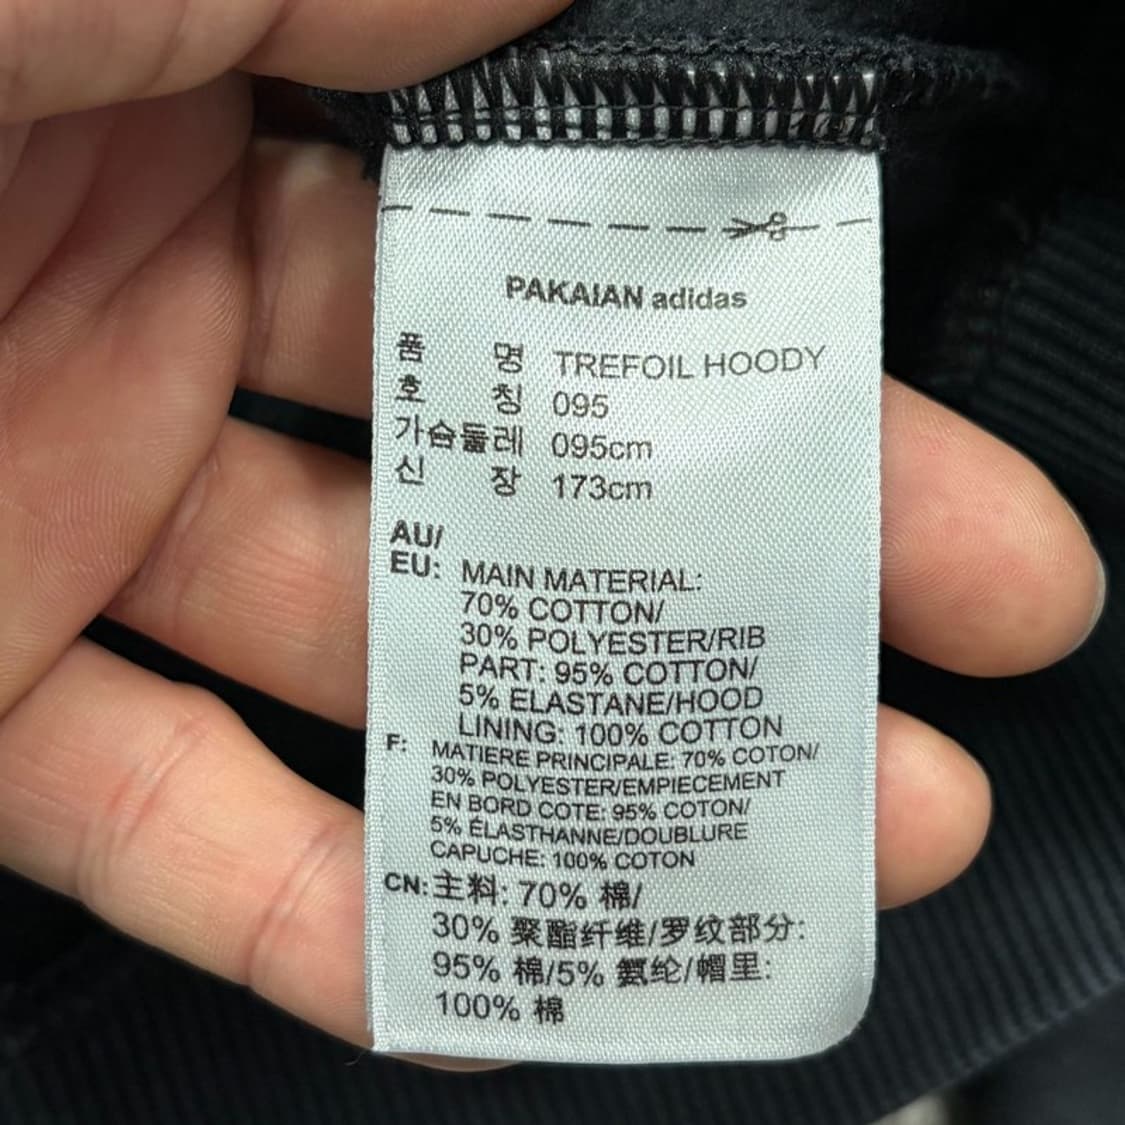 PAKAIAN adidas
품 명 TREFOIL HOODY
호 칭 095
가슴둘레 095cm
신 장 173cm
AU/
EU: MAIN MATERIAL:
70% COTTON/
30% POLYESTER/RIB
PART: 95% COTTON/
5% ELASTANE/HOOD
LINING: 100% COTTON
F: MATIERE PRINCIPALE: 70% COTON/
30% POLYESTER/EMPIECEMENT
EN BORD COTE: 95% COTON/
5% ÉLASTHANNE/DOUBLURE
CAPUCHE: 100% COTON
CN: 主料: 70% 棉/
30% 聚酯纤维/罗纹部分:
95% 棉/5% 氨纶/帽里:
100% 棉